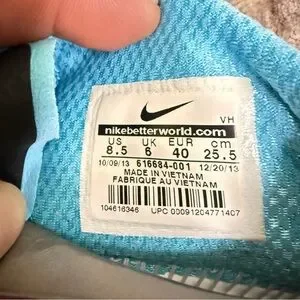 VH
nikebetterworld.com
US UK EUR cm
8.5 6 40 25.5
10/09/13 616684-001 12/20/13
MADE IN VIETNAM
FABRIQUE AU VIETNAM
104616346 UPC 00091204771407